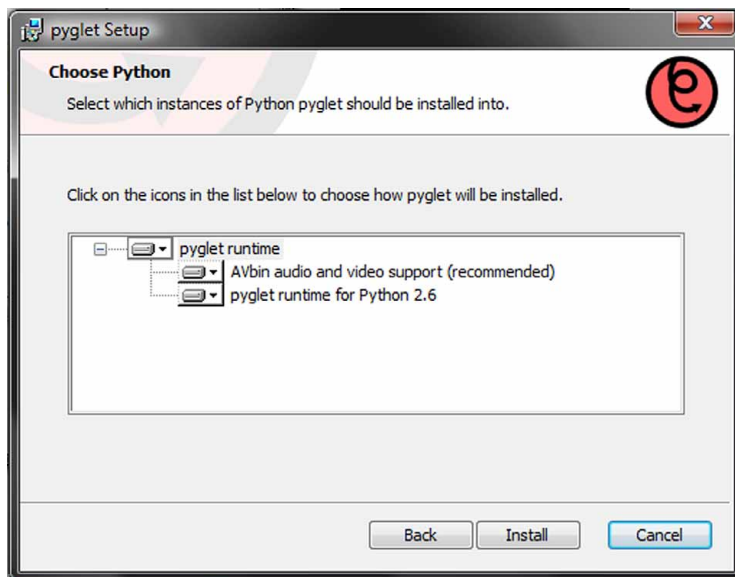 pyglet Setup
Choose Python
Select which instances of Python pyglet should be installed into.
Click on the icons in the list below to choose how pyglet will be installed.
pyglet runtime
AVbin audio and video support (recommended)
pyglet runtime for Python 2.6
Back Install Cancel